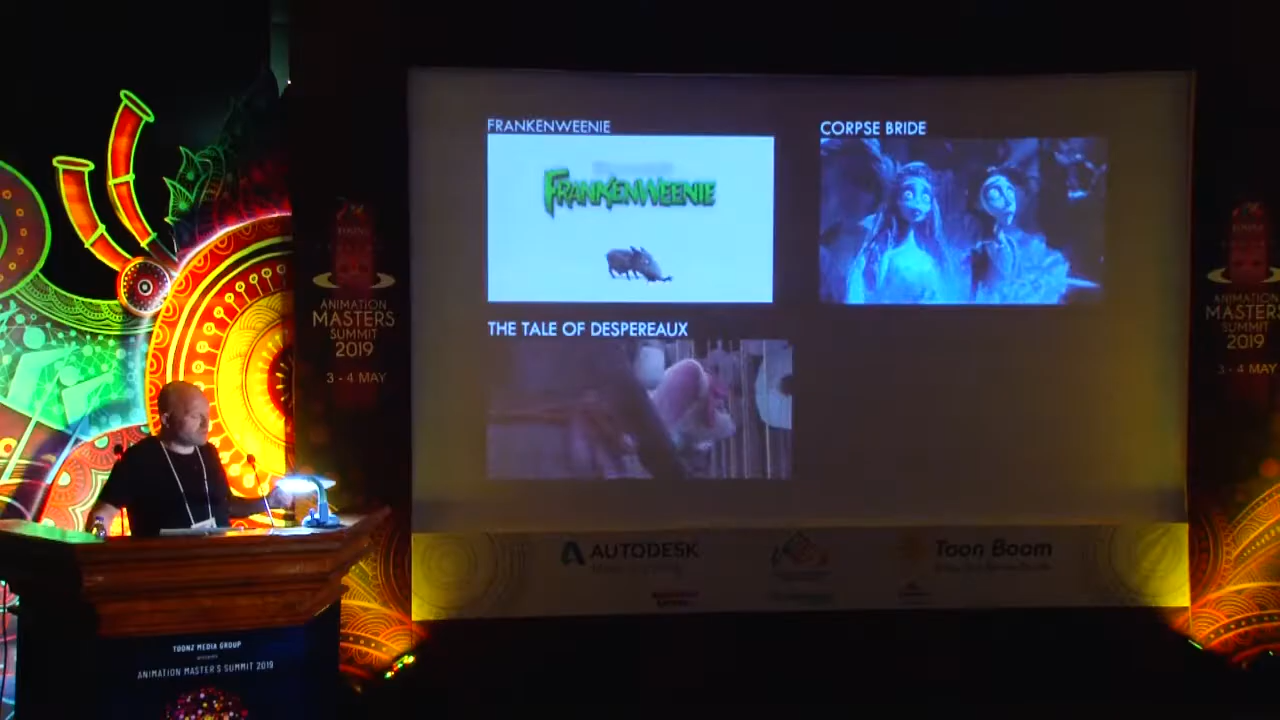 FRANKENWEENIE
CORPSE BRIDE
FRANKENWEENIE
THE TALE OF DESPEREAUX
ANIMATION
MASTERS
SUMMIT
2019
3 - 4 MAY
ANIMATION
MASTERS
SUMMIT
2019
3 - 4 MAY
AUTODESK
Toon Boom
TOONZ MEDIA GROUP
presents
ANIMATION MASTER'S SUMMIT 2019